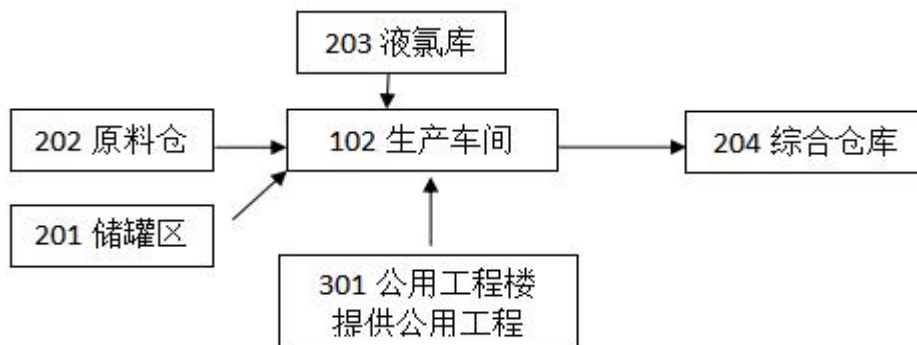 203 液氯库
202 原料仓
102 生产车间
204 综合仓库
201 储罐区
301 公用工程楼
提供公用工程